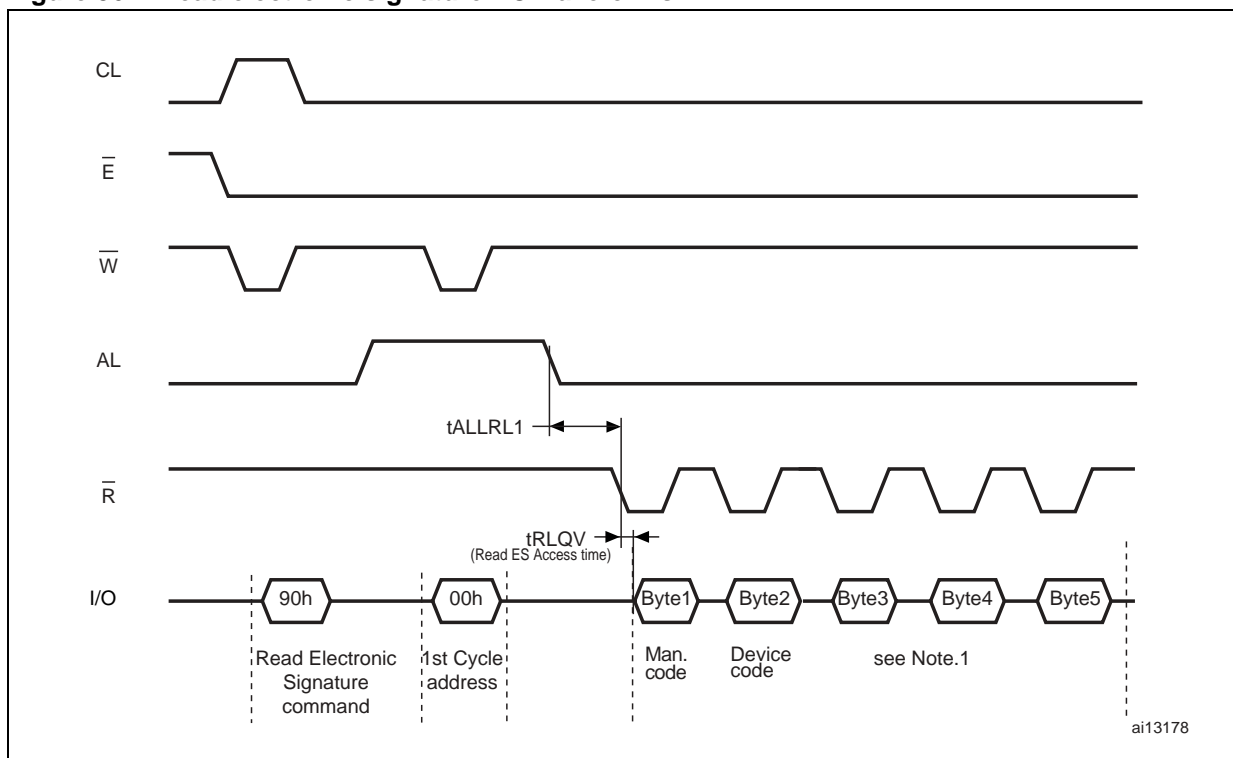 CL
E
W
AL
tALLRL1
R
tRLQV
(Read ES Access time)
I/O
90h
00h
Byte1
Byte2
Byte3
Byte4
Byte5
Read Electronic
Signature
command
1st Cycle
address
Man.
code
Device
code
see Note.1
ai13178